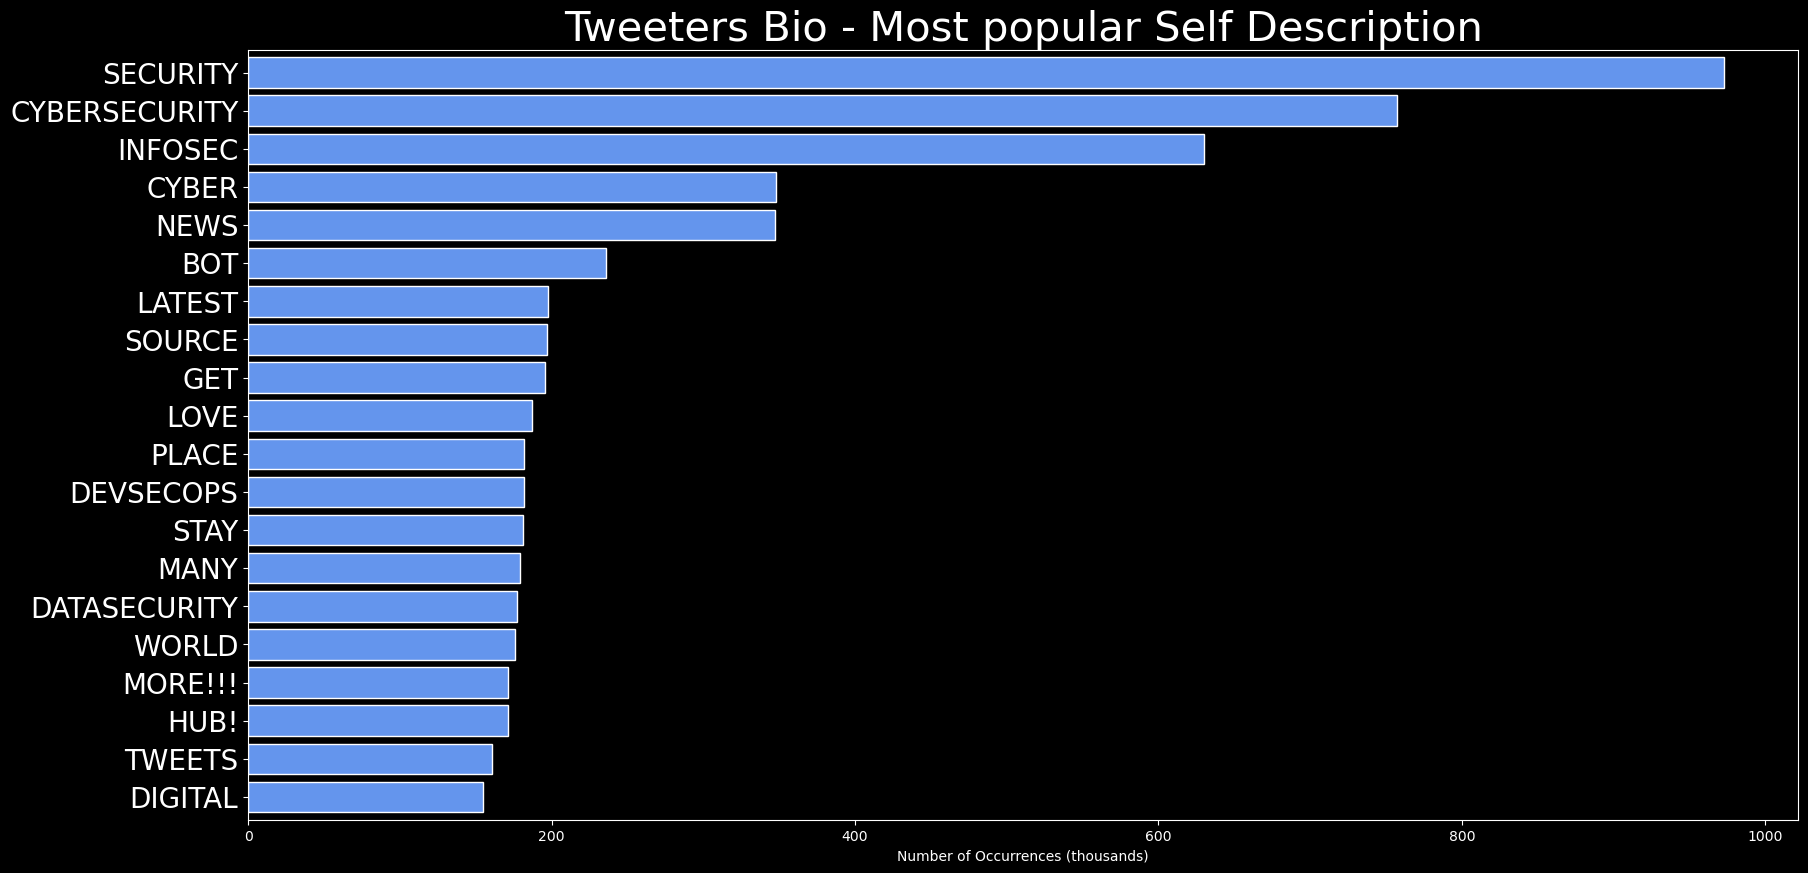 Tweeters Bio - Most popular Self Description
SECURITY
CYBERSECURITY
INFOSEC
CYBER
NEWS
BOT
LATEST
SOURCE
GET
LOVE
PLACE
DEVSECOPS
STAY
MANY
DATASECURITY
WORLD
MORE!!!
HUB!
TWEETS
DIGITAL
0 200 400 600 800 1000
Number of Occurrences (thousands)